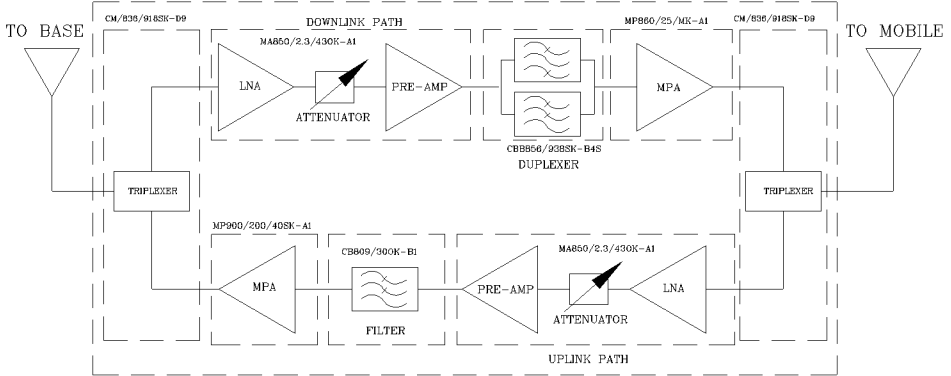 CM/836/918SK-D9
DOWNLINK PATH
MP860/25/MK-A1
CM/836/918SK-D9
TO BASE
TO MOBILE
MA850/2.3/430K-A1
LNA
ATTENUATOR
PRE-AMP
MPA
CBB856/938SK-B4S
DUPLEXER
TRIPLEXER
TRIPLEXER
MP900/200/40SK-A1
CB809/300K-B1
MA850/2.3/430K-A1
MPA
FILTER
PRE-AMP
ATTENUATOR
LNA
UPLINK PATH